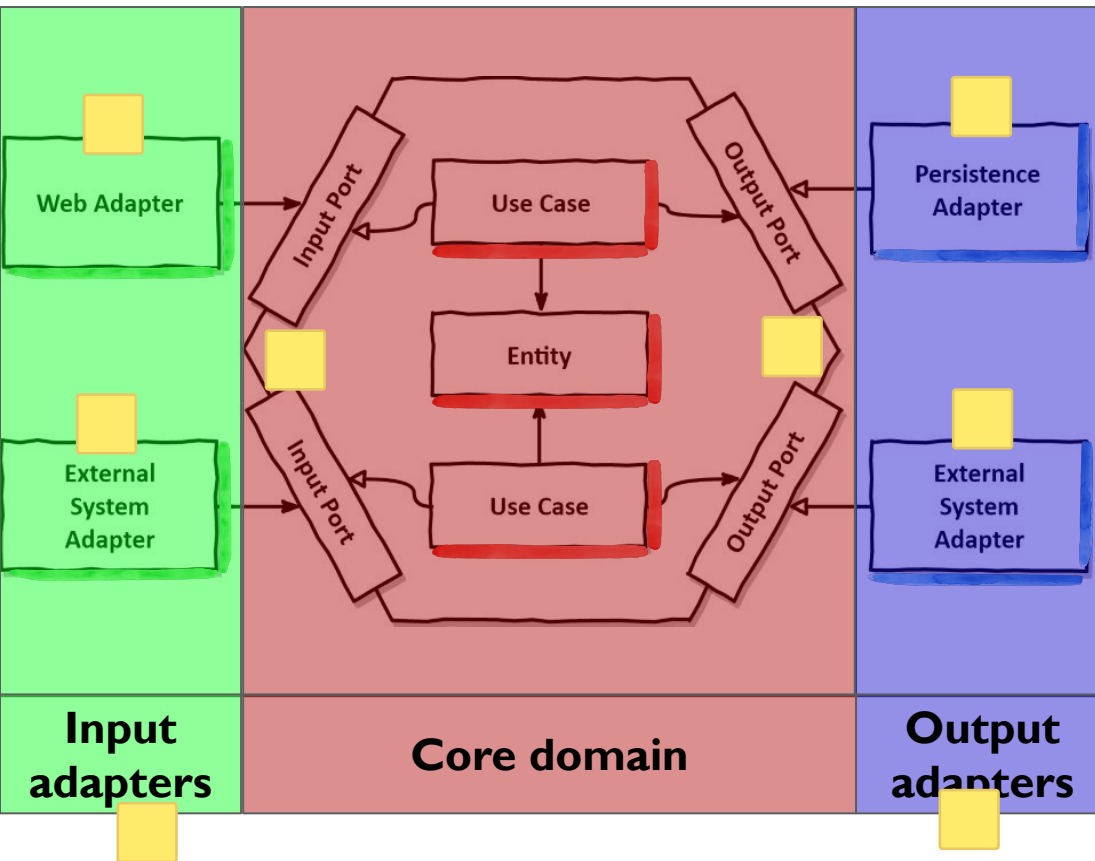 Web Adapter
Input Port
Use Case
Output Port
Persistence
Adapter
Entity
External
System
Adapter
Input Port
Use Case
Output Port
External
System
Adapter
Input
adapters
Core domain
Output
adapters